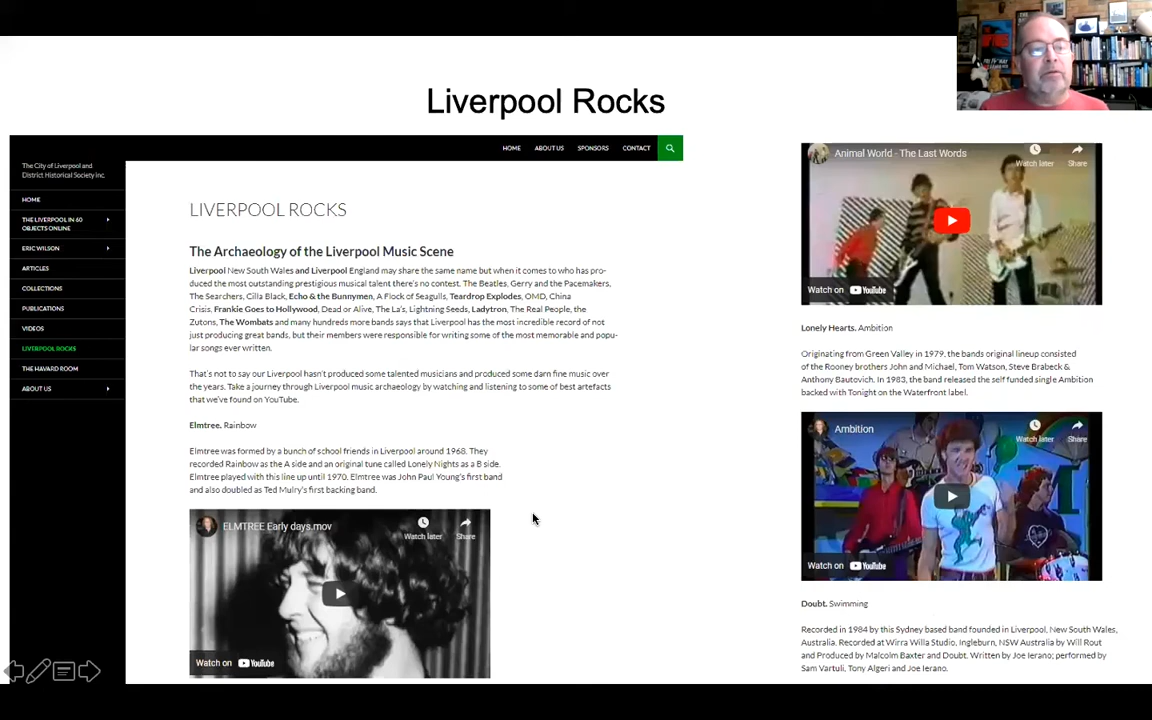 Liverpool Rocks
HOME ABOUT US SPONSORS CONTACT
The City of Liverpool and
District Historical Society Inc.
HOME
THE LIVERPOOL IN 60
OBJECTS ONLINE
ERIC WILSON
ARTICLES
COLLECTIONS
PUBLICATIONS
VIDEOS
LIVERPOOL ROCKS
THE HAVARD ROOM
ABOUT US
LIVERPOOL ROCKS
The Archaeology of the Liverpool Music Scene
Liverpool New South Wales and Liverpool England may share the same name but when it comes to who has pro-
duced the most outstanding prestigious musical talent there's no contest. The Beatles, Gerry and the Pacemakers,
The Searchers, Cilla Black, Echo & the Bunnymen, A Flock of Seagulls, Teardrop Explodes, OMD, China
Crisis, Frankie Goes to Hollywood, Dead or Alive, The La's, Lightning Seeds, Ladytron, The Real People, the
Zutons, The Wombats and many hundreds more bands says that Liverpool has the most incredible record of not
just producing great bands, but their members were responsible for writing some of the most memorable and popu-
lar songs ever written.
That's not to say our Liverpool hasn't produced some talented musicians and produced some darn fine music over
the years. Take a journey through Liverpool music archaeology by watching and listening to some of best artefacts
that we've found on YouTube.
Elmtree. Rainbow
Elmtree was formed by a bunch of school friends in Liverpool around 1968. They
recorded Rainbow as the A side and an original tune called Lonely Nights as a B side.
Elmtree played with this line up until 1970. Elmtree was John Paul Young's first band
and also doubled as Ted Mulry's first backing band.
ELMTREE Early days.mov
Watch later Share
Watch on YouTube
Animal World - The Last Words
Watch later Share
Watch on YouTube
Lonely Hearts. Ambition
Originating from Green Valley in 1979, the bands original lineup consisted
of the Rooney brothers John and Michael, Tom Watson, Steve Brabeck &
Anthony Bautovich. In 1983, the band released the self funded single Ambition
backed with Tonight on the Waterfront label.
Ambition
Watch later Share
Watch on YouTube
Doubt. Swimming
Recorded in 1984 by this Sydney based band founded in Liverpool, New South Wales,
Australia. Recorded at Wirra Willa Studio, Ingleburn, NSW Australia by Will Rout
and Produced by Malcolm Baxter and Doubt. Written by Joe Ierano; performed by
Sam Vartuli, Tony Algeri and Joe Ierano.